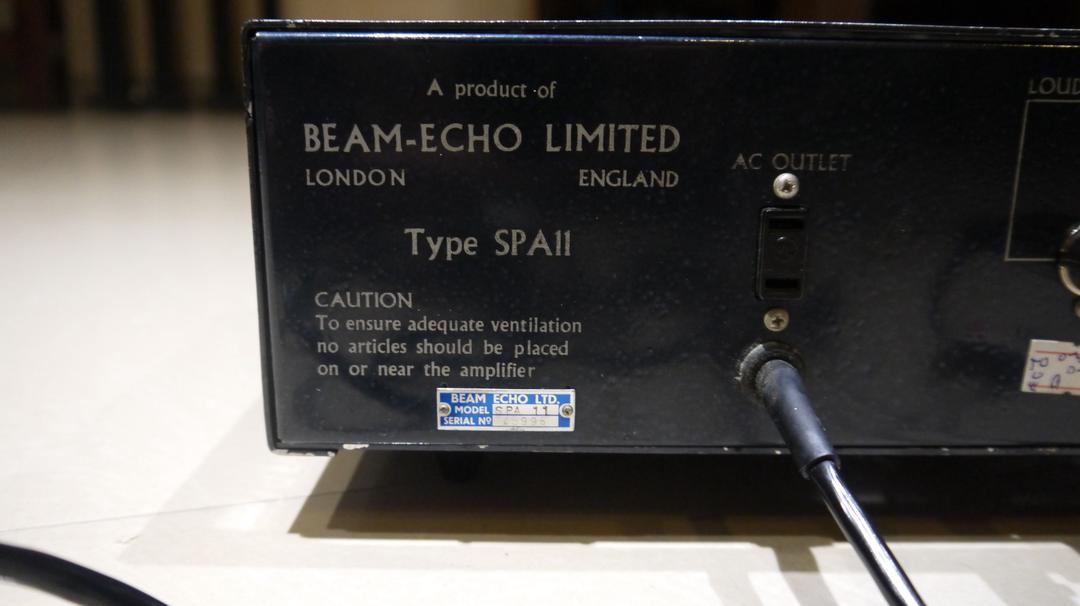 A product of
BEAM-ECHO LIMITED
LONDON ENGLAND
Type SPA11
CAUTION
To ensure adequate ventilation
no articles should be placed
on or near the amplifier
BEAM ECHO LTD.
MODEL SPA 11
SERIAL Nº
AC OUTLET
LOUD